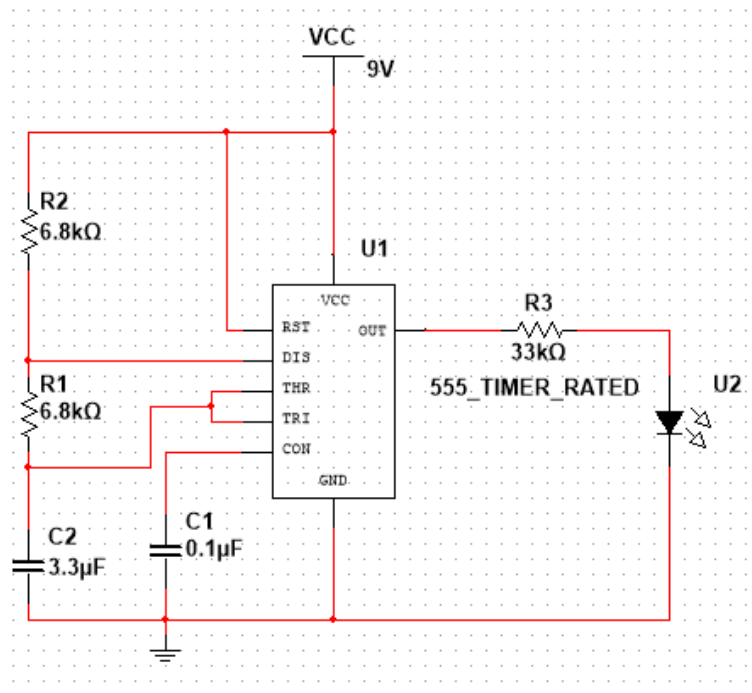 VCC
9V
R2
6.8kΩ
U1
VCC
RST
OUT
DIS
THR
TRI
CON
GND
R3
33kΩ
555_TIMER_RATED
U2
R1
6.8kΩ
C2
3.3µF
C1
0.1µF